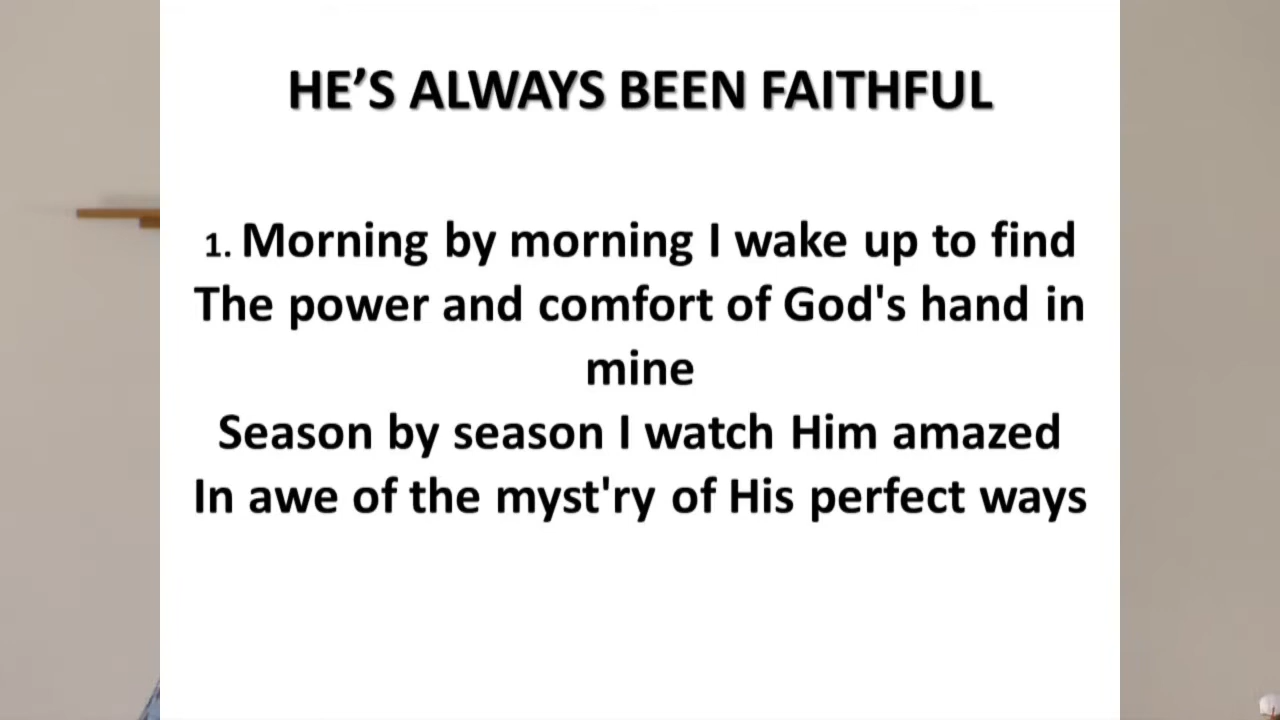 HE’S ALWAYS BEEN FAITHFUL
1. Morning by morning I wake up to find
The power and comfort of God's hand in
mine
Season by season I watch Him amazed
In awe of the myst'ry of His perfect ways